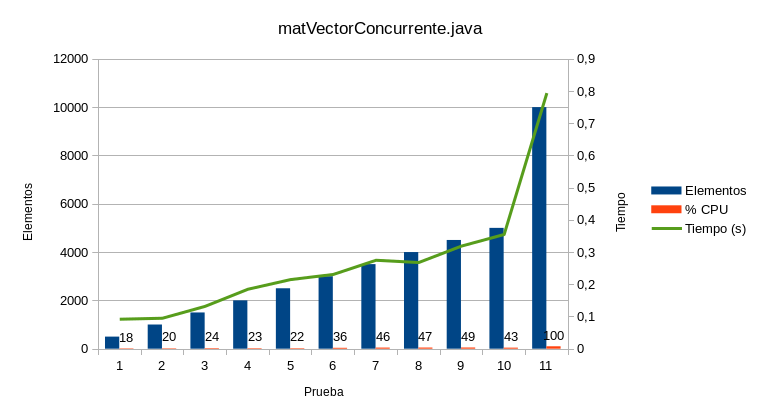 matVectorConcurrente.java
12000
10000
8000
6000
4000
2000
0
Elementos
0,9
0,8
0,7
0,6
0,5
0,4
0,3
0,2
0,1
0
Tiempo
18 20 24 23 22 36 46 47 49 43 100
1 2 3 4 5 6 7 8 9 10 11
Prueba
Elementos
% CPU
Tiempo (s)